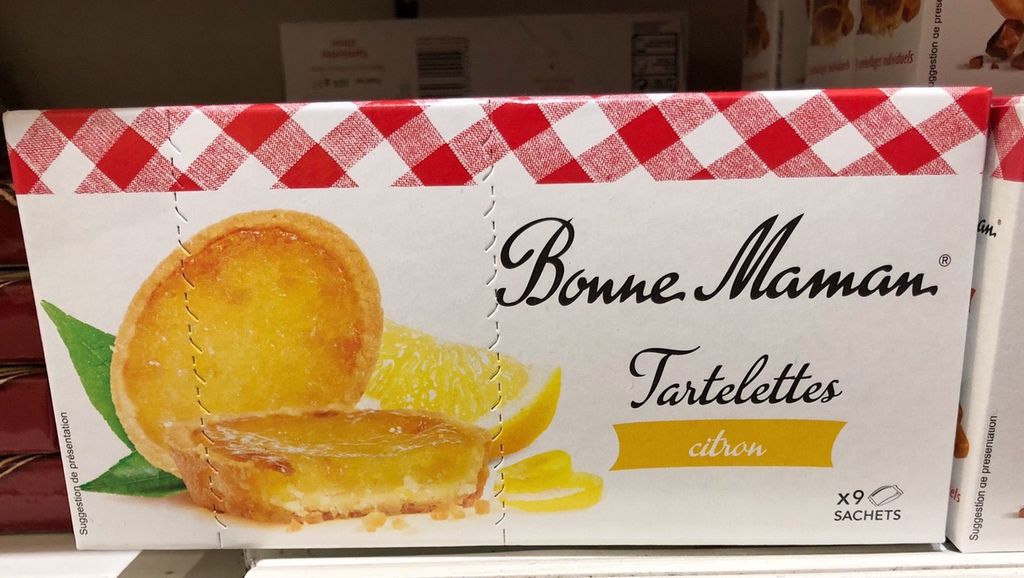 Bonne Maman®
Tartelettes
citron
x9
SACHETS
Suggestion de présentation
Suggestion de présentation